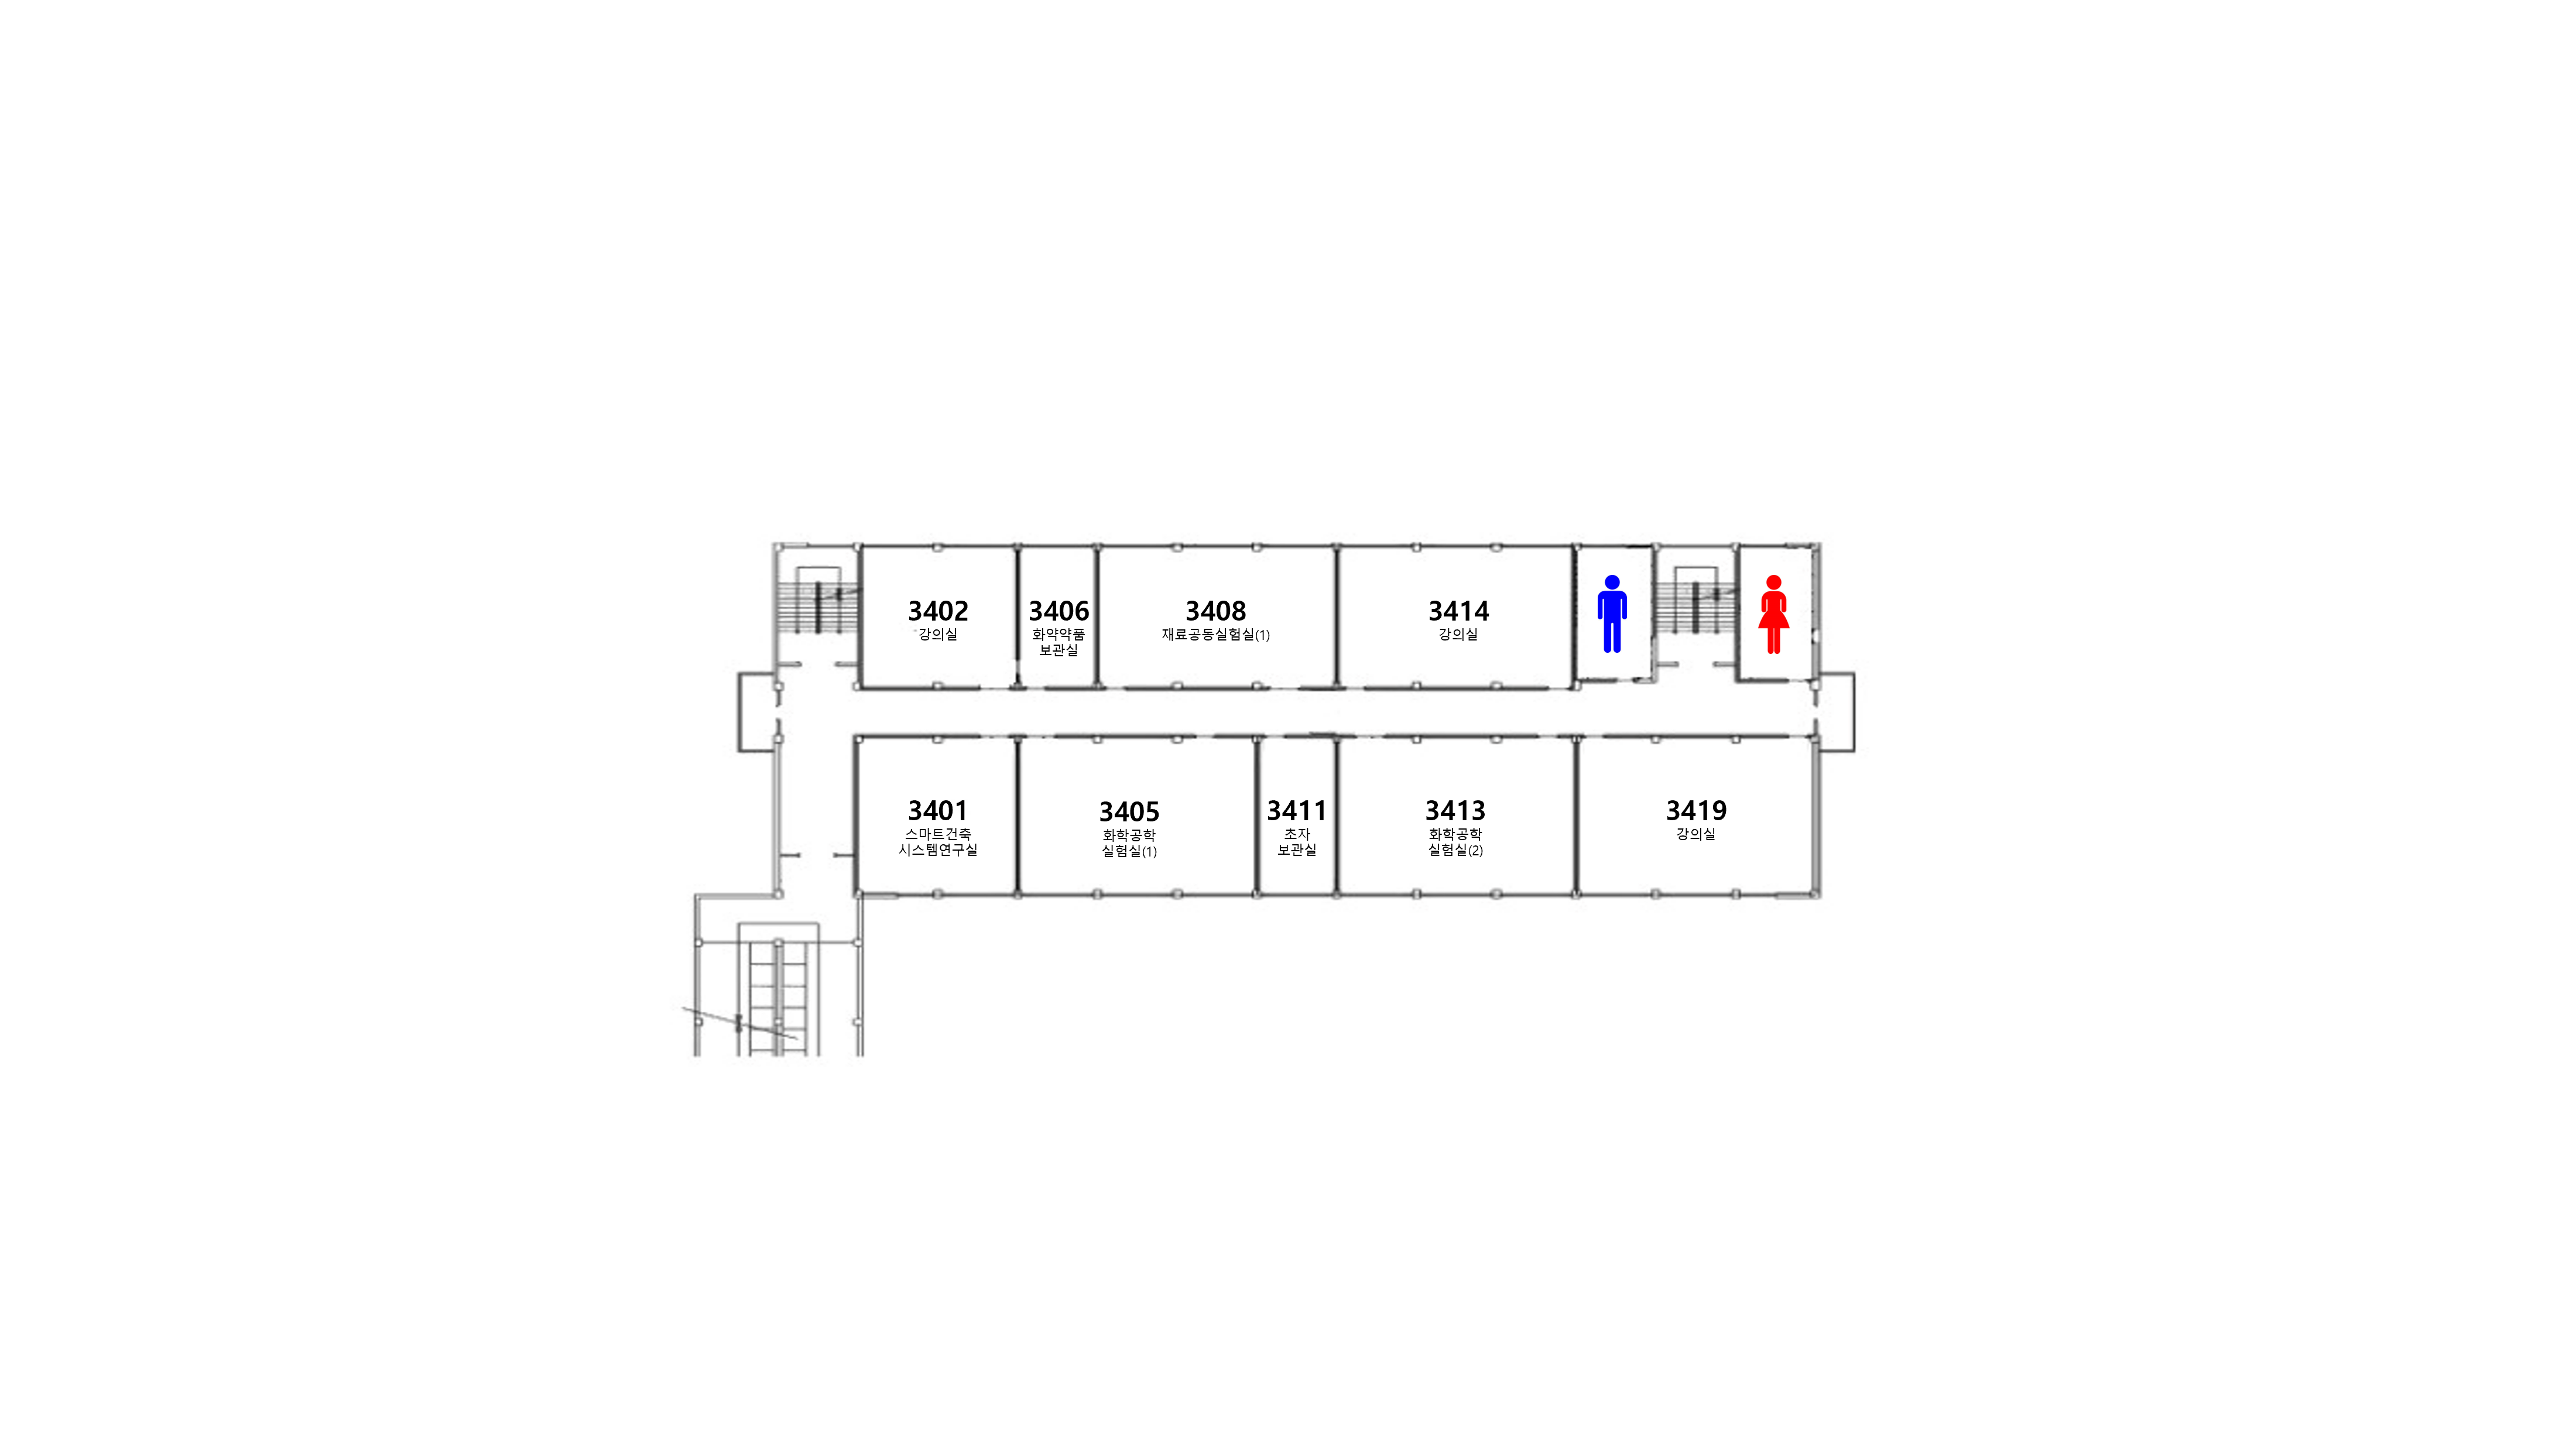 3402
강의실
3406
화약약품
보관실
3408
재료공동실험실(1)
3414
강의실
3401
스마트건축
시스템연구실
3405
화학공학
실험실(1)
3411
초자
보관실
3413
화학공학
실험실(2)
3419
강의실